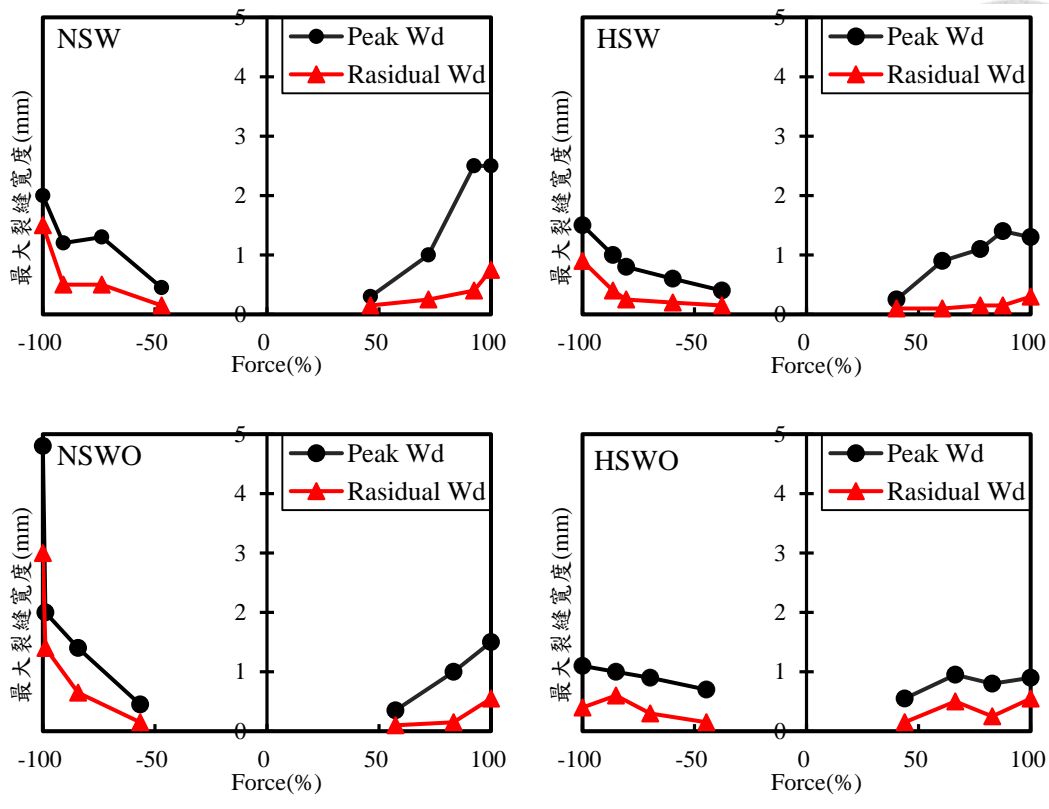 NSW
Peak Wd
Rasidual Wd
最大裂縫寬度(mm)
5
4
3
2
1
0
-100
-50
0
50
100
Force(%)
HSW
Peak Wd
Rasidual Wd
最大裂縫寬度(mm)
5
4
3
2
1
0
-100
-50
0
50
100
Force(%)
NSWO
Peak Wd
Rasidual Wd
最大裂縫寬度(mm)
5
4
3
2
1
0
-100
-50
0
50
100
Force(%)
HSWO
Peak Wd
Rasidual Wd
最大裂縫寬度(mm)
5
4
3
2
1
0
-100
-50
0
50
100
Force(%)